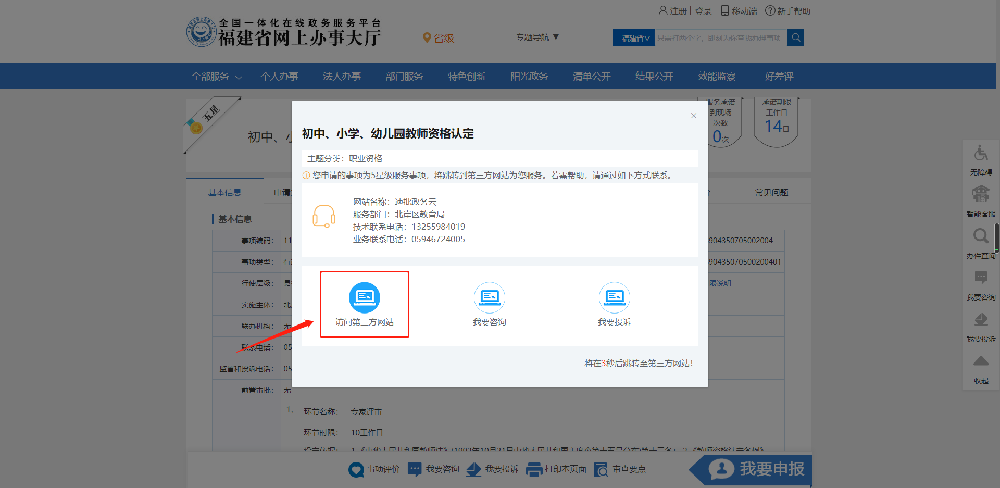 注册 | 登录 移动端 新手帮助
全国一体化在线政务服务平台
福建省网上办事大厅
省级
专题导航 ▼
福建省∨ 只需打两个字，即刻为你查找办理事项
全部服务 个人办事 法人办事 部门服务 特色创新 阳光政务 清单公开 结果公开 效能监察 好差评
五星
初中、小
服务承诺
到现场
次数
0次
承诺期限
工作日
14日
基本信息 申请 常见问题
基本信息
事项编码： 11 904350705002004
事项类型： 行 90435070500200401
行使层级： 县 限说明
实施主体： 北
联办机构： 无
联系电话： 05
监督和投诉电话： 05
前置审批： 无
1、 环节名称： 专家评审
环节时限： 10工作日
设定依据： 1.《中华人民共和国教师法》(1993年10月31日中华人民共和国主席令第十五号公布)第十三条； 2.《教师资格认定条例》
初中、小学、幼儿园教师资格认定
主题分类：职业资格
您申请的事项为5星级服务事项，将跳转到第三方网站为您服务。若需帮助，请通过如下方式联系。
网站名称：速批政务云
服务部门：北岸区教育局
技术联系电话：13255984019
业务联系电话：05946724005
访问第三方网站 我要咨询 我要投诉
将在3秒后跳转至第三方网站！
事项评价 我要咨询 我要投诉 打印本页面 审查要点 我要申报
无障碍
智能客服
办件查询
我要咨询
我要投诉
收起